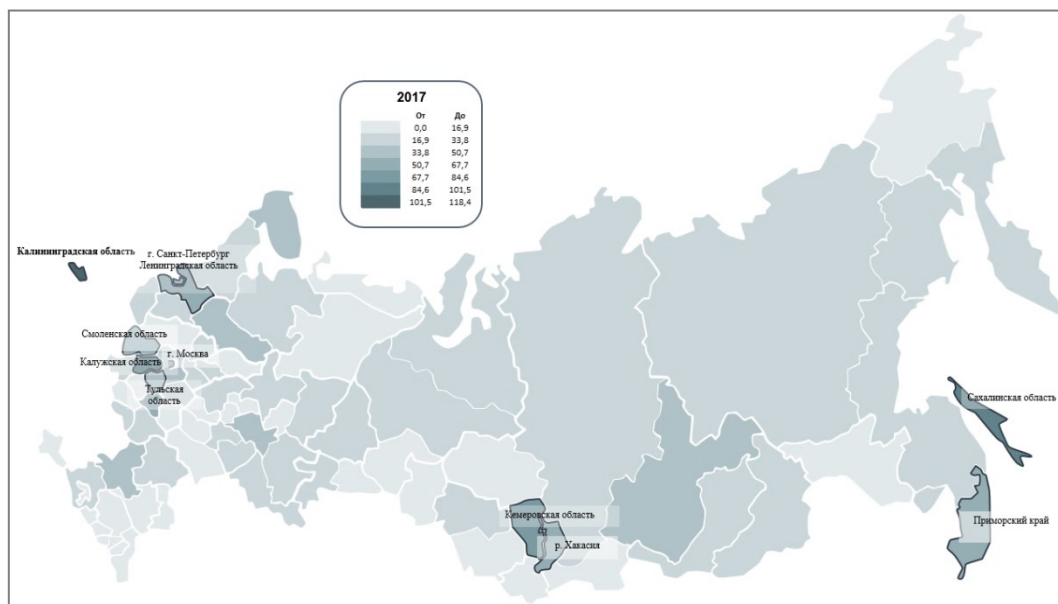 2017
От До
0,0 16,9
16,9 33,8
33,8 50,7
50,7 67,7
67,7 84,6
84,6 101,5
101,5 118,4
Калининградская область
г. Санкт-Петербург
Ленинградская область
Смоленская область
г. Москва
Калужская область
Тульская
область
Сахалинская область
Кемеровская область
Приморский край
р. Хакасия